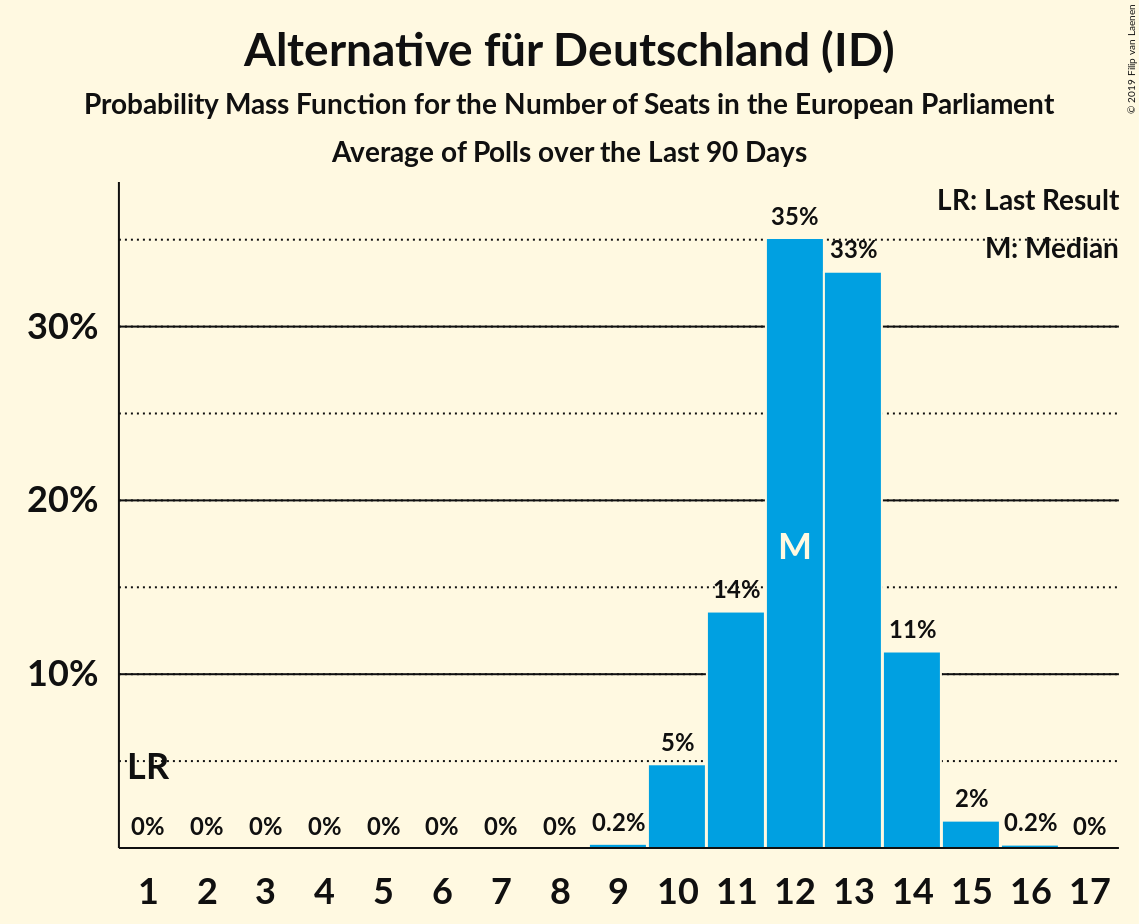 Alternative für Deutschland (ID)
Probability Mass Function for the Number of Seats in the European Parliament
Average of Polls over the Last 90 Days
© 2019 Filip van Laenen
LR: Last Result
M: Median
35%
33%
30%
20%
M
14%
11%
10%
5%
LR
2%
0% 0% 0% 0% 0% 0% 0% 0% 0.2% 0.2% 0%
1 2 3 4 5 6 7 8 9 10 11 12 13 14 15 16 17